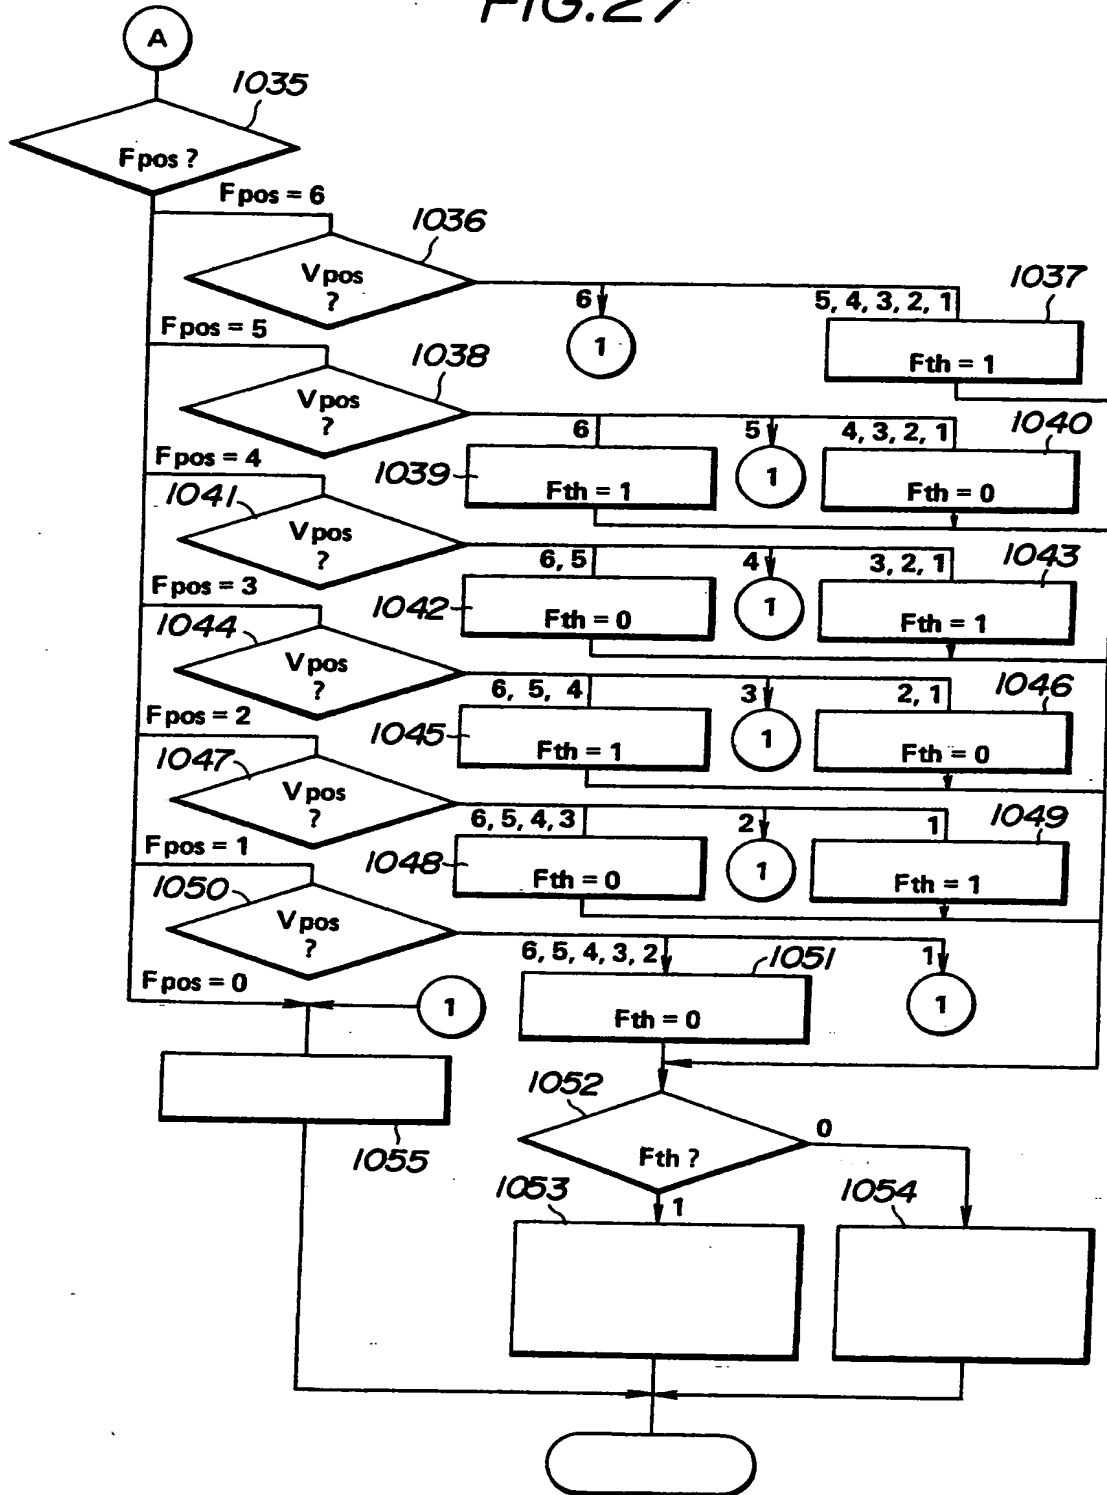 FIG.27
A
1035
Fpos ?
Fpos = 6
1036
Vpos
?
6
1
5, 4, 3, 2, 1
1037
Fth = 1
Fpos = 5
1038
Vpos
?
6
1039
Fth = 1
5
1
4, 3, 2, 1
1040
Fth = 0
Fpos = 4
1041
Vpos
?
6, 5
1042
Fth = 0
4
1
3, 2, 1
1043
Fth = 1
Fpos = 3
1044
Vpos
?
6, 5, 4
1045
Fth = 1
3
1
2, 1
1046
Fth = 0
Fpos = 2
1047
Vpos
?
6, 5, 4, 3
1048
Fth = 0
2
1
1
1049
Fth = 1
Fpos = 1
1050
Vpos
?
6, 5, 4, 3, 2
1051
Fth = 0
1
1
Fpos = 0
1
1055
1052
Fth ?
0
1
1053
1054